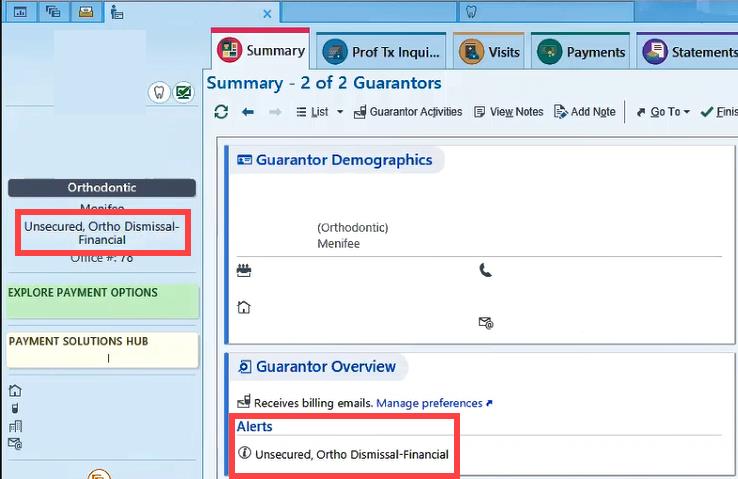 Summary
Prof Tx Inqui...
Visits
Payments
Statements
Summary - 2 of 2 Guarantors
List
Guarantor Activities
View Notes
Add Note
Go To
Finis
Orthodontic
Menifee
Unsecured, Ortho Dismissal-
Financial
Office #: 78
EXPLORE PAYMENT OPTIONS
PAYMENT SOLUTIONS HUB
Guarantor Demographics
(Orthodontic)
Menifee
Guarantor Overview
Receives billing emails. Manage preferences
Alerts
Unsecured, Ortho Dismissal-Financial